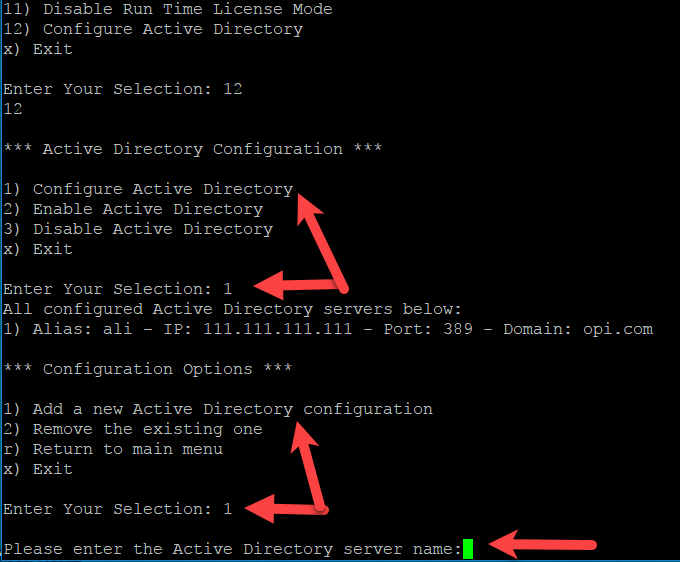 11) Disable Run Time License Mode
12) Configure Active Directory
x) Exit
Enter Your Selection: 12
12
*** Active Directory Configuration ***
1) Configure Active Directory
2) Enable Active Directory
3) Disable Active Directory
x) Exit
Enter Your Selection: 1
All configured Active Directory servers below:
1) Alias: ali - IP: 111.111.111.111 - Port: 389 - Domain: opi.com
*** Configuration Options ***
1) Add a new Active Directory configuration
2) Remove the existing one
r) Return to main menu
x) Exit
Enter Your Selection: 1
Please enter the Active Directory server name: